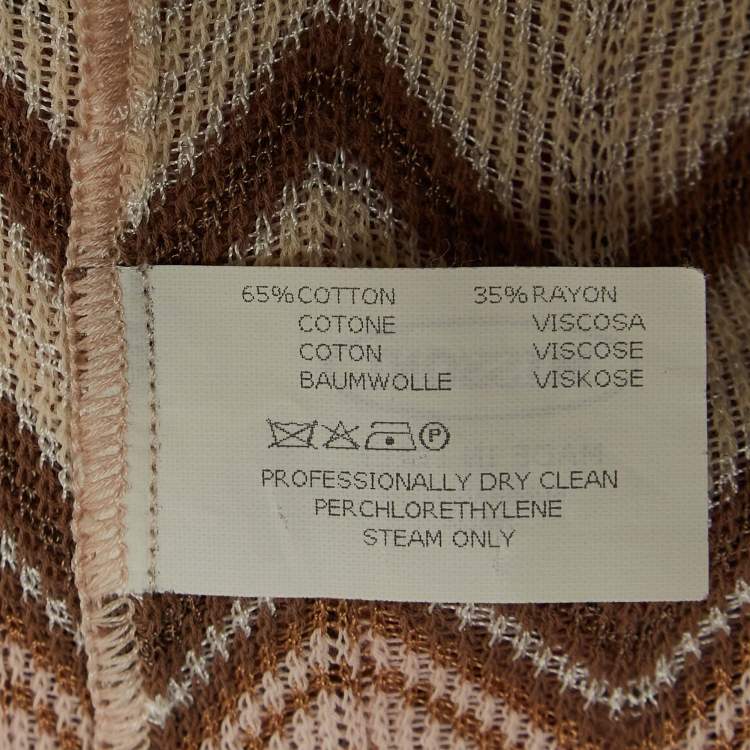 65% COTTON 35% RAYON
COTONE VISCOSA
COTON VISCOSE
BAUMWOLLE VISKOSE
P
PROFESSIONALLY DRY CLEAN
PERCHLORETHYLENE
STEAM ONLY